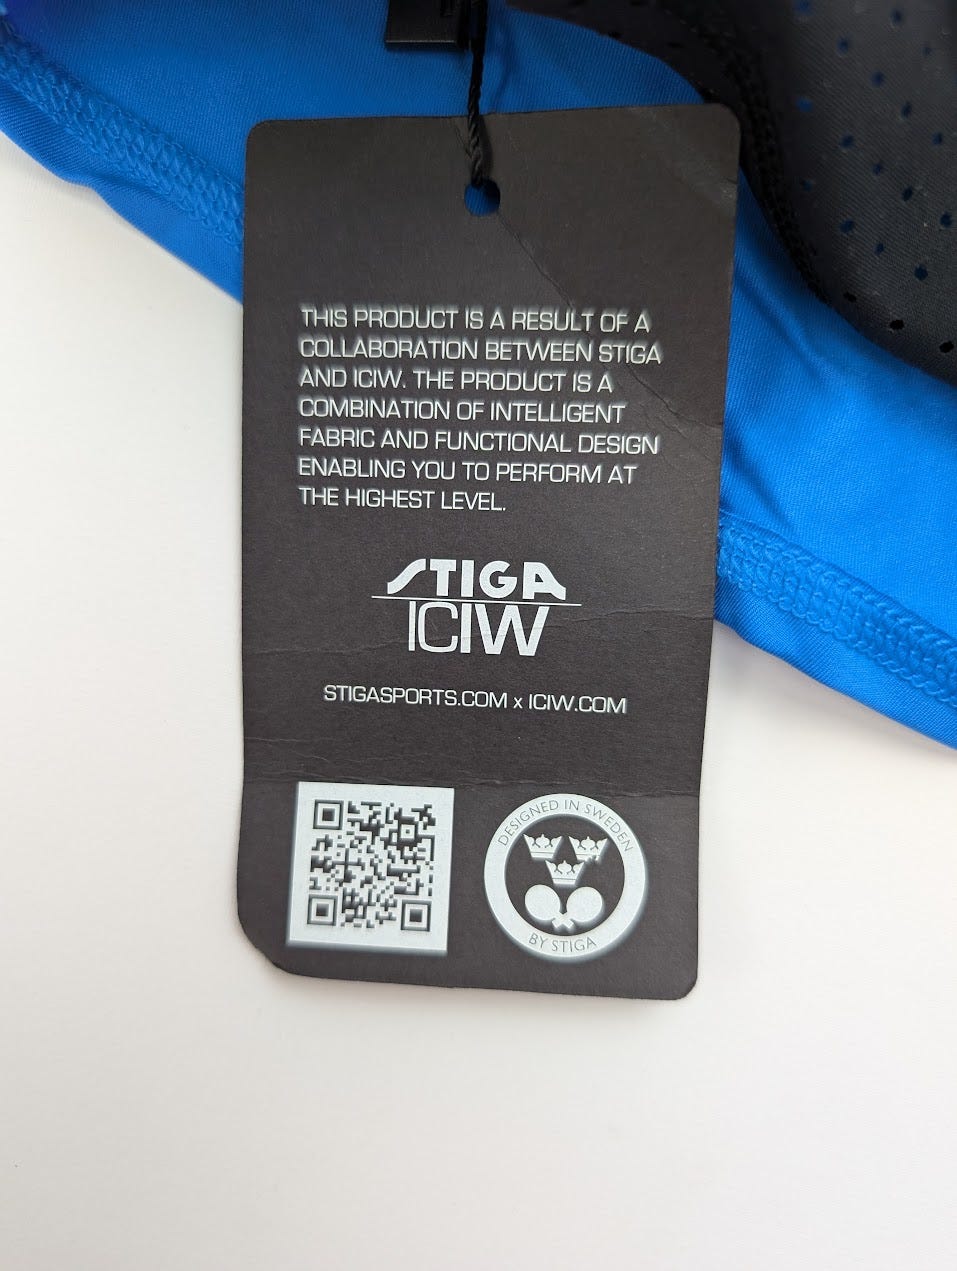 THIS PRODUCT IS A RESULT OF A
COLLABORATION BETWEEN STIGA
AND ICIW. THE PRODUCT IS A
COMBINATION OF INTELLIGENT
FABRIC AND FUNCTIONAL DESIGN
ENABLING YOU TO PERFORM AT
THE HIGHEST LEVEL.
STIGA
ICIW
STIGASPORTS.COM x ICIW.COM
DESIGNED IN SWEDEN
BY STIGA